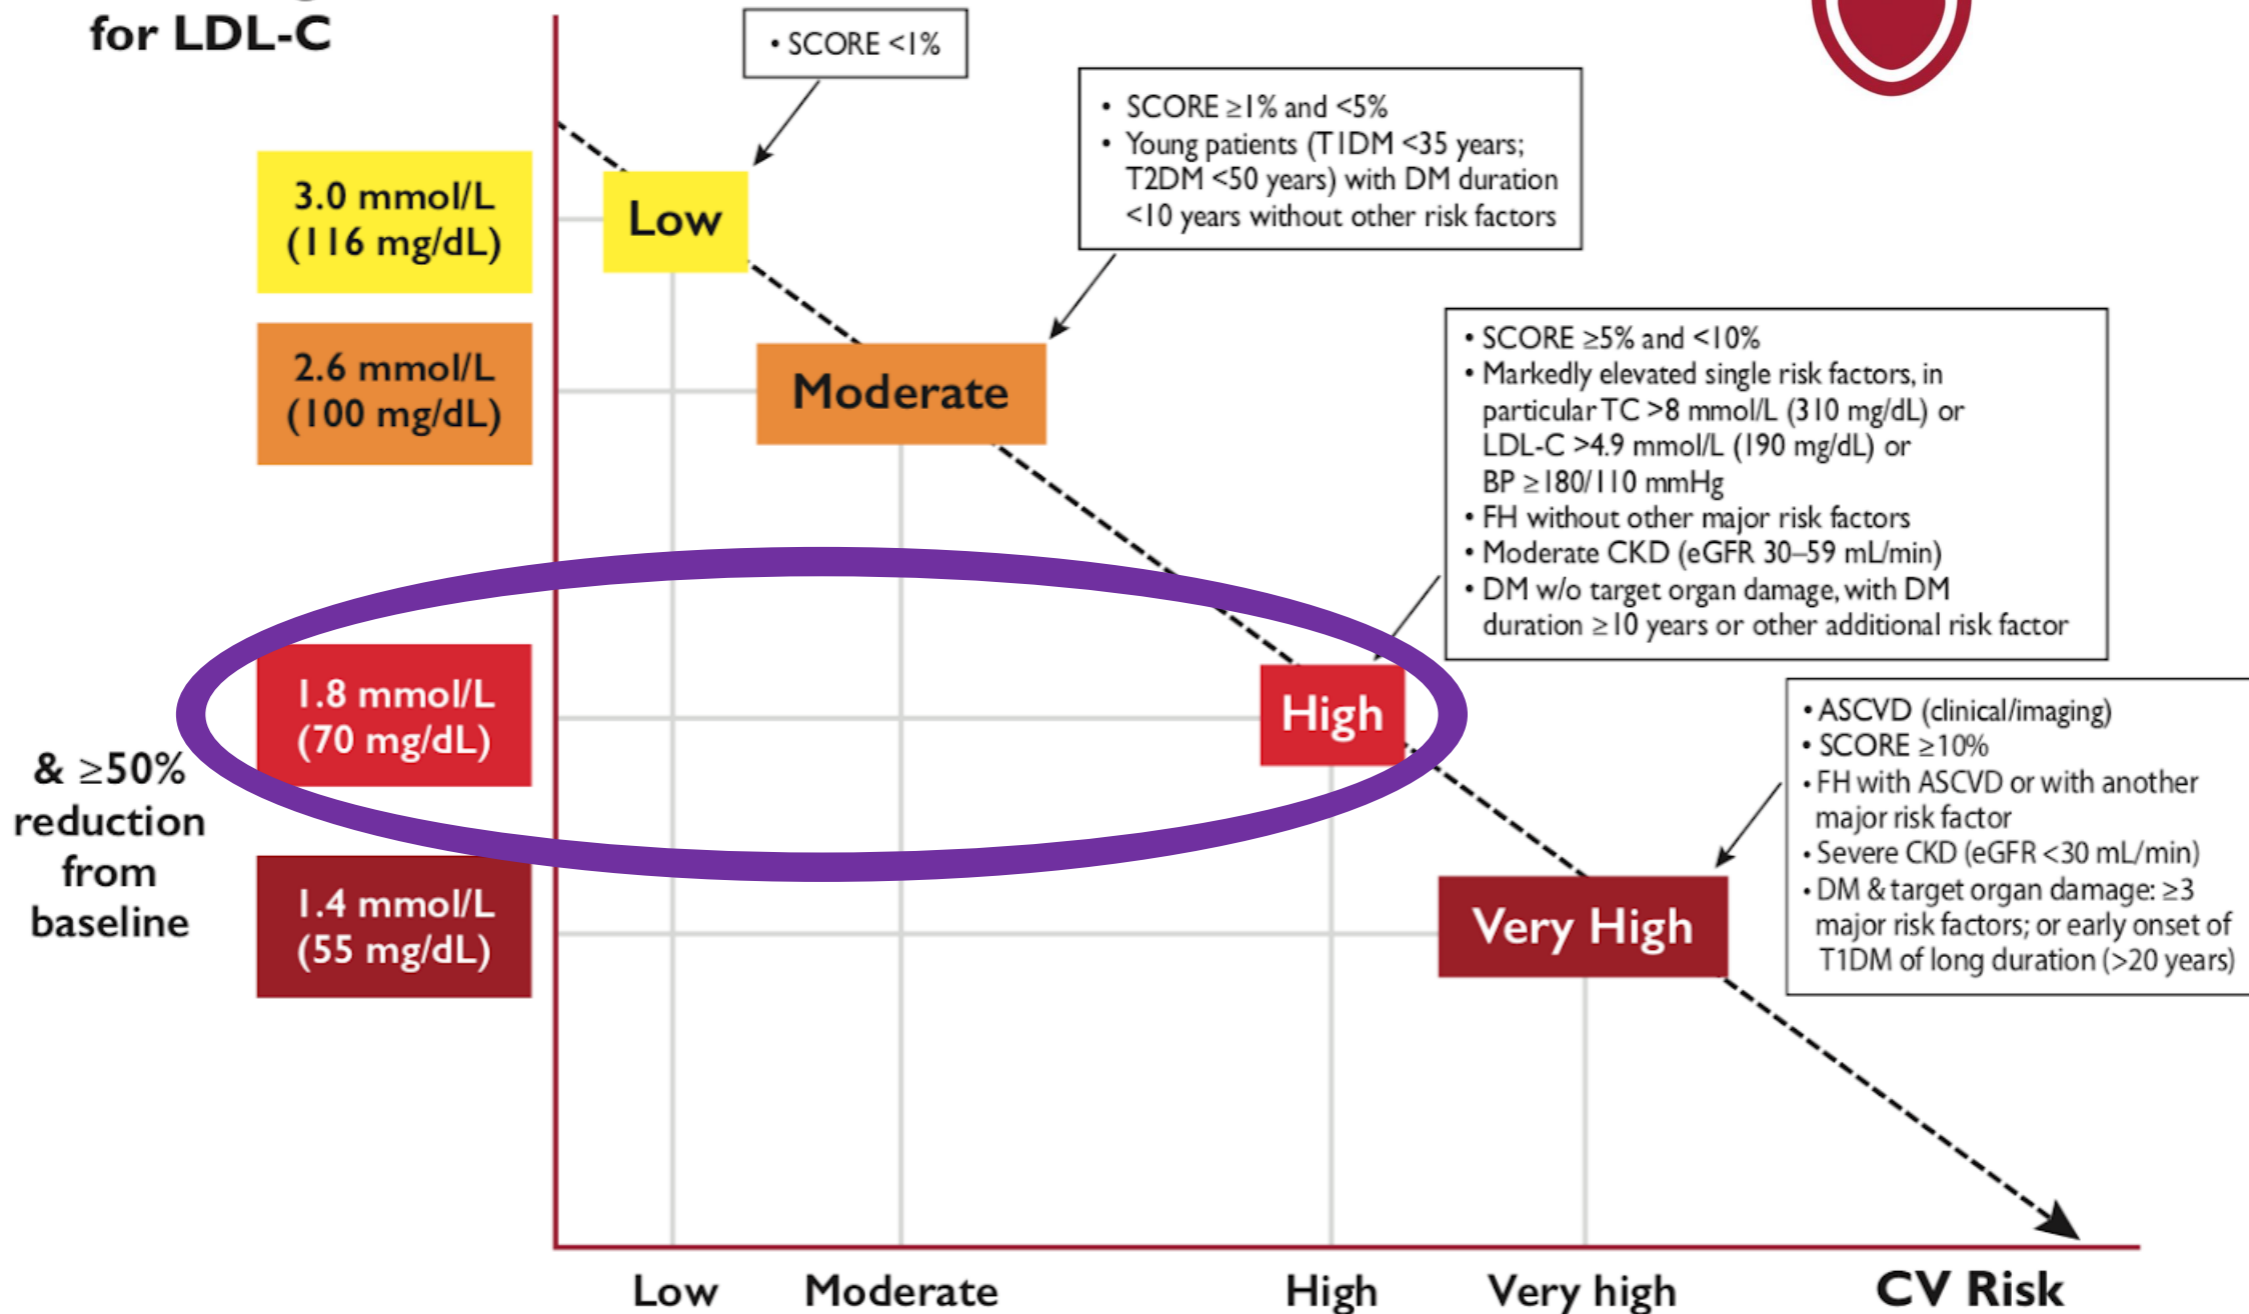 for LDL-C
• SCORE <1%
• SCORE ≥1% and <5%
• Young patients (T1DM <35 years;
T2DM <50 years) with DM duration
<10 years without other risk factors
3.0 mmol/L
(116 mg/dL)
Low
2.6 mmol/L
(100 mg/dL)
Moderate
• SCORE ≥5% and <10%
• Markedly elevated single risk factors, in
particular TC >8 mmol/L (310 mg/dL) or
LDL-C >4.9 mmol/L (190 mg/dL) or
BP ≥180/110 mmHg
• FH without other major risk factors
• Moderate CKD (eGFR 30–59 mL/min)
• DM w/o target organ damage, with DM
duration ≥10 years or other additional risk factor
1.8 mmol/L
(70 mg/dL)
High
& ≥50%
reduction
from
baseline
1.4 mmol/L
(55 mg/dL)
Very High
• ASCVD (clinical/imaging)
• SCORE ≥10%
• FH with ASCVD or with another
major risk factor
• Severe CKD (eGFR <30 mL/min)
• DM & target organ damage: ≥3
major risk factors; or early onset of
T1DM of long duration (>20 years)
Low
Moderate
High
Very high
CV Risk